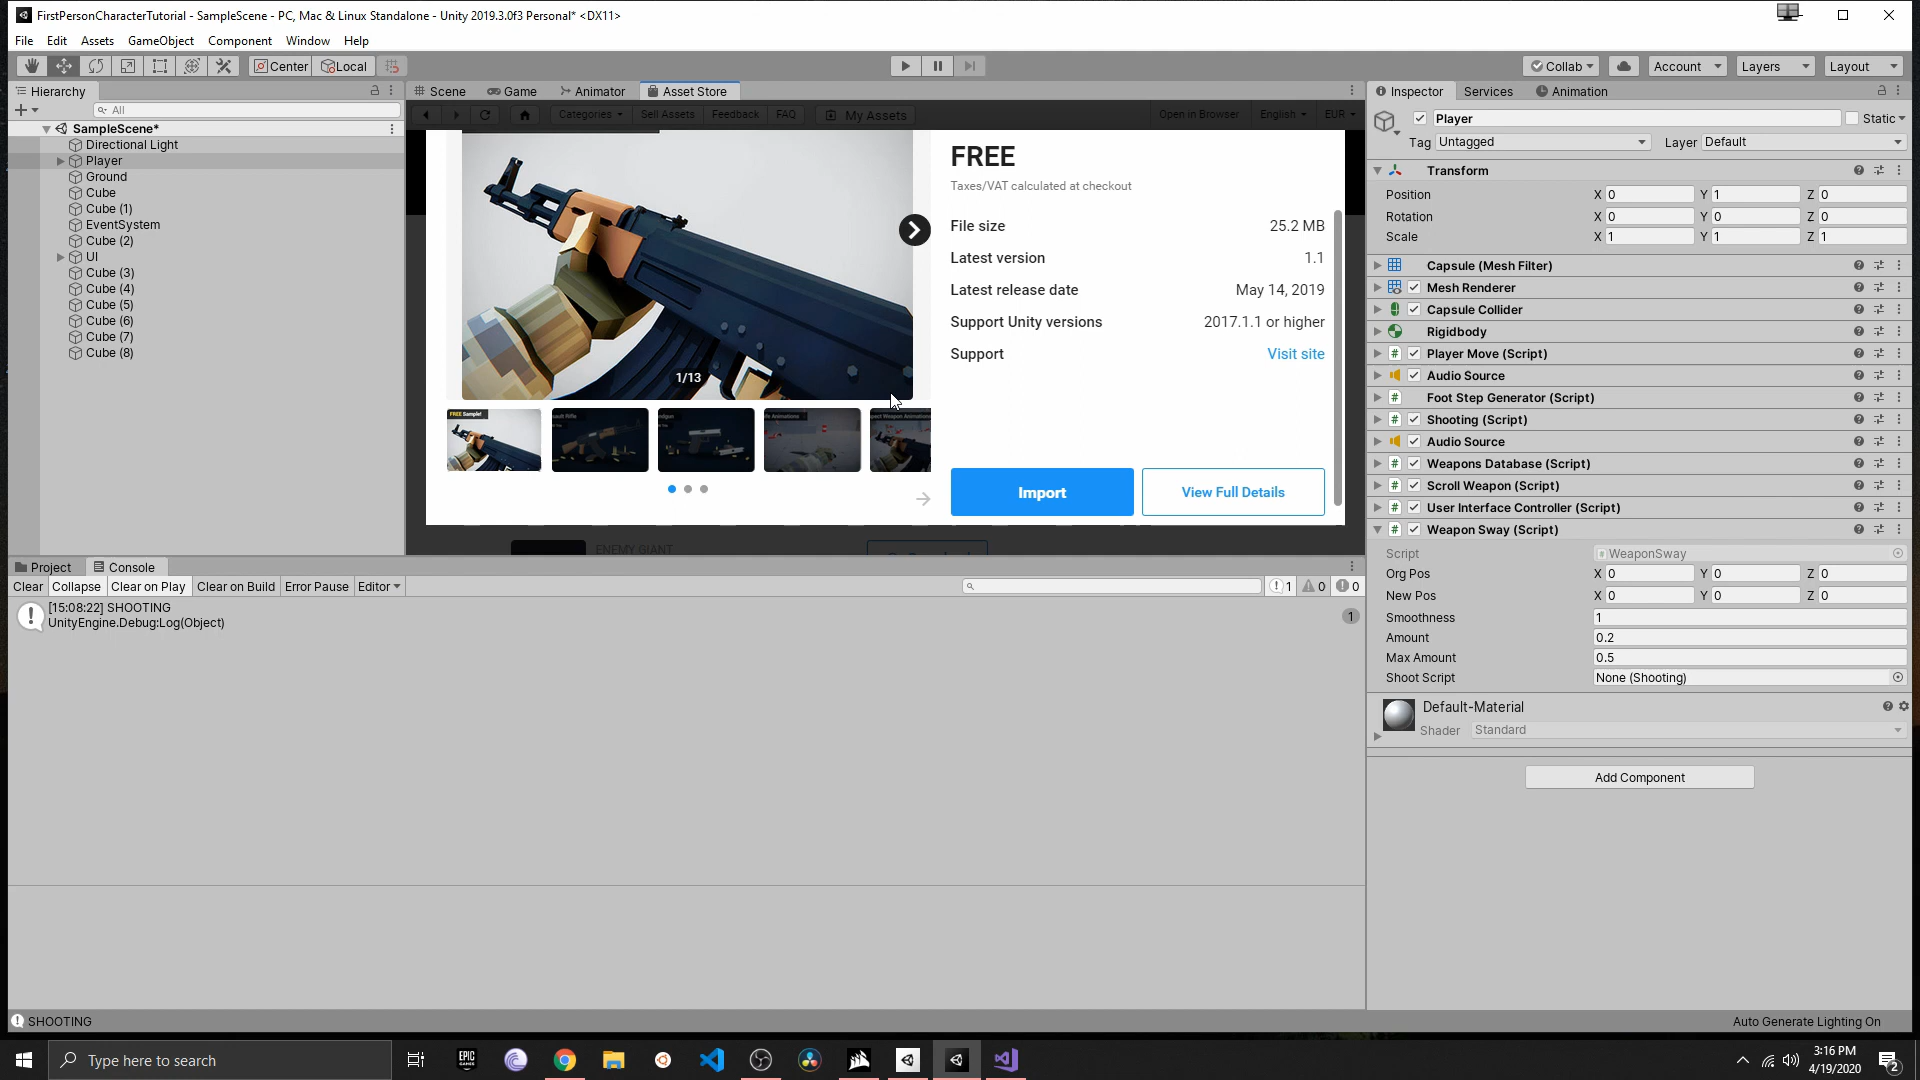 FirstPersonCharacterTutorial - SampleScene - PC, Mac & Linux Standalone - Unity 2019.3.0f3 Personal* <DX11>
File Edit Assets GameObject Component Window Help
Center Local
Collab Account Layers Layout
Hierarchy
All
SampleScene*
Directional Light
Player
Ground
Cube
Cube (1)
EventSystem
Cube (2)
UI
Cube (3)
Cube (4)
Cube (5)
Cube (6)
Cube (7)
Cube (8)
Scene Game Animator Asset Store
Categories Sell Assets Feedback FAQ My Assets Open in Browser English EUR
1/13
FREE Sample!
FREE
Taxes/VAT calculated at checkout
File size 25.2 MB
Latest version 1.1
Latest release date May 14, 2019
Support Unity versions 2017.1.1 or higher
Support Visit site
Import View Full Details
ENEMY GIANT
Project Console
Clear Collapse Clear on Play Clear on Build Error Pause Editor 1 0 0
[15:08:22] SHOOTING
UnityEngine.Debug:Log(Object)
1
Inspector Services Animation
Player Static
Tag Untagged Layer Default
Transform
Position X 0 Y 1 Z 0
Rotation X 0 Y 0 Z 0
Scale X 1 Y 1 Z 1
Capsule (Mesh Filter)
Mesh Renderer
Capsule Collider
Rigidbody
Player Move (Script)
Audio Source
Foot Step Generator (Script)
Shooting (Script)
Audio Source
Weapons Database (Script)
Scroll Weapon (Script)
User Interface Controller (Script)
Weapon Sway (Script)
Script WeaponSway
Org Pos X 0 Y 0 Z 0
New Pos X 0 Y 0 Z 0
Smoothness 1
Amount 0.2
Max Amount 0.5
Shoot Script None (Shooting)
Default-Material
Shader Standard
Add Component
SHOOTING
Auto Generate Lighting On
Type here to search
EPIC GAMES
3:16 PM
4/19/2020
2